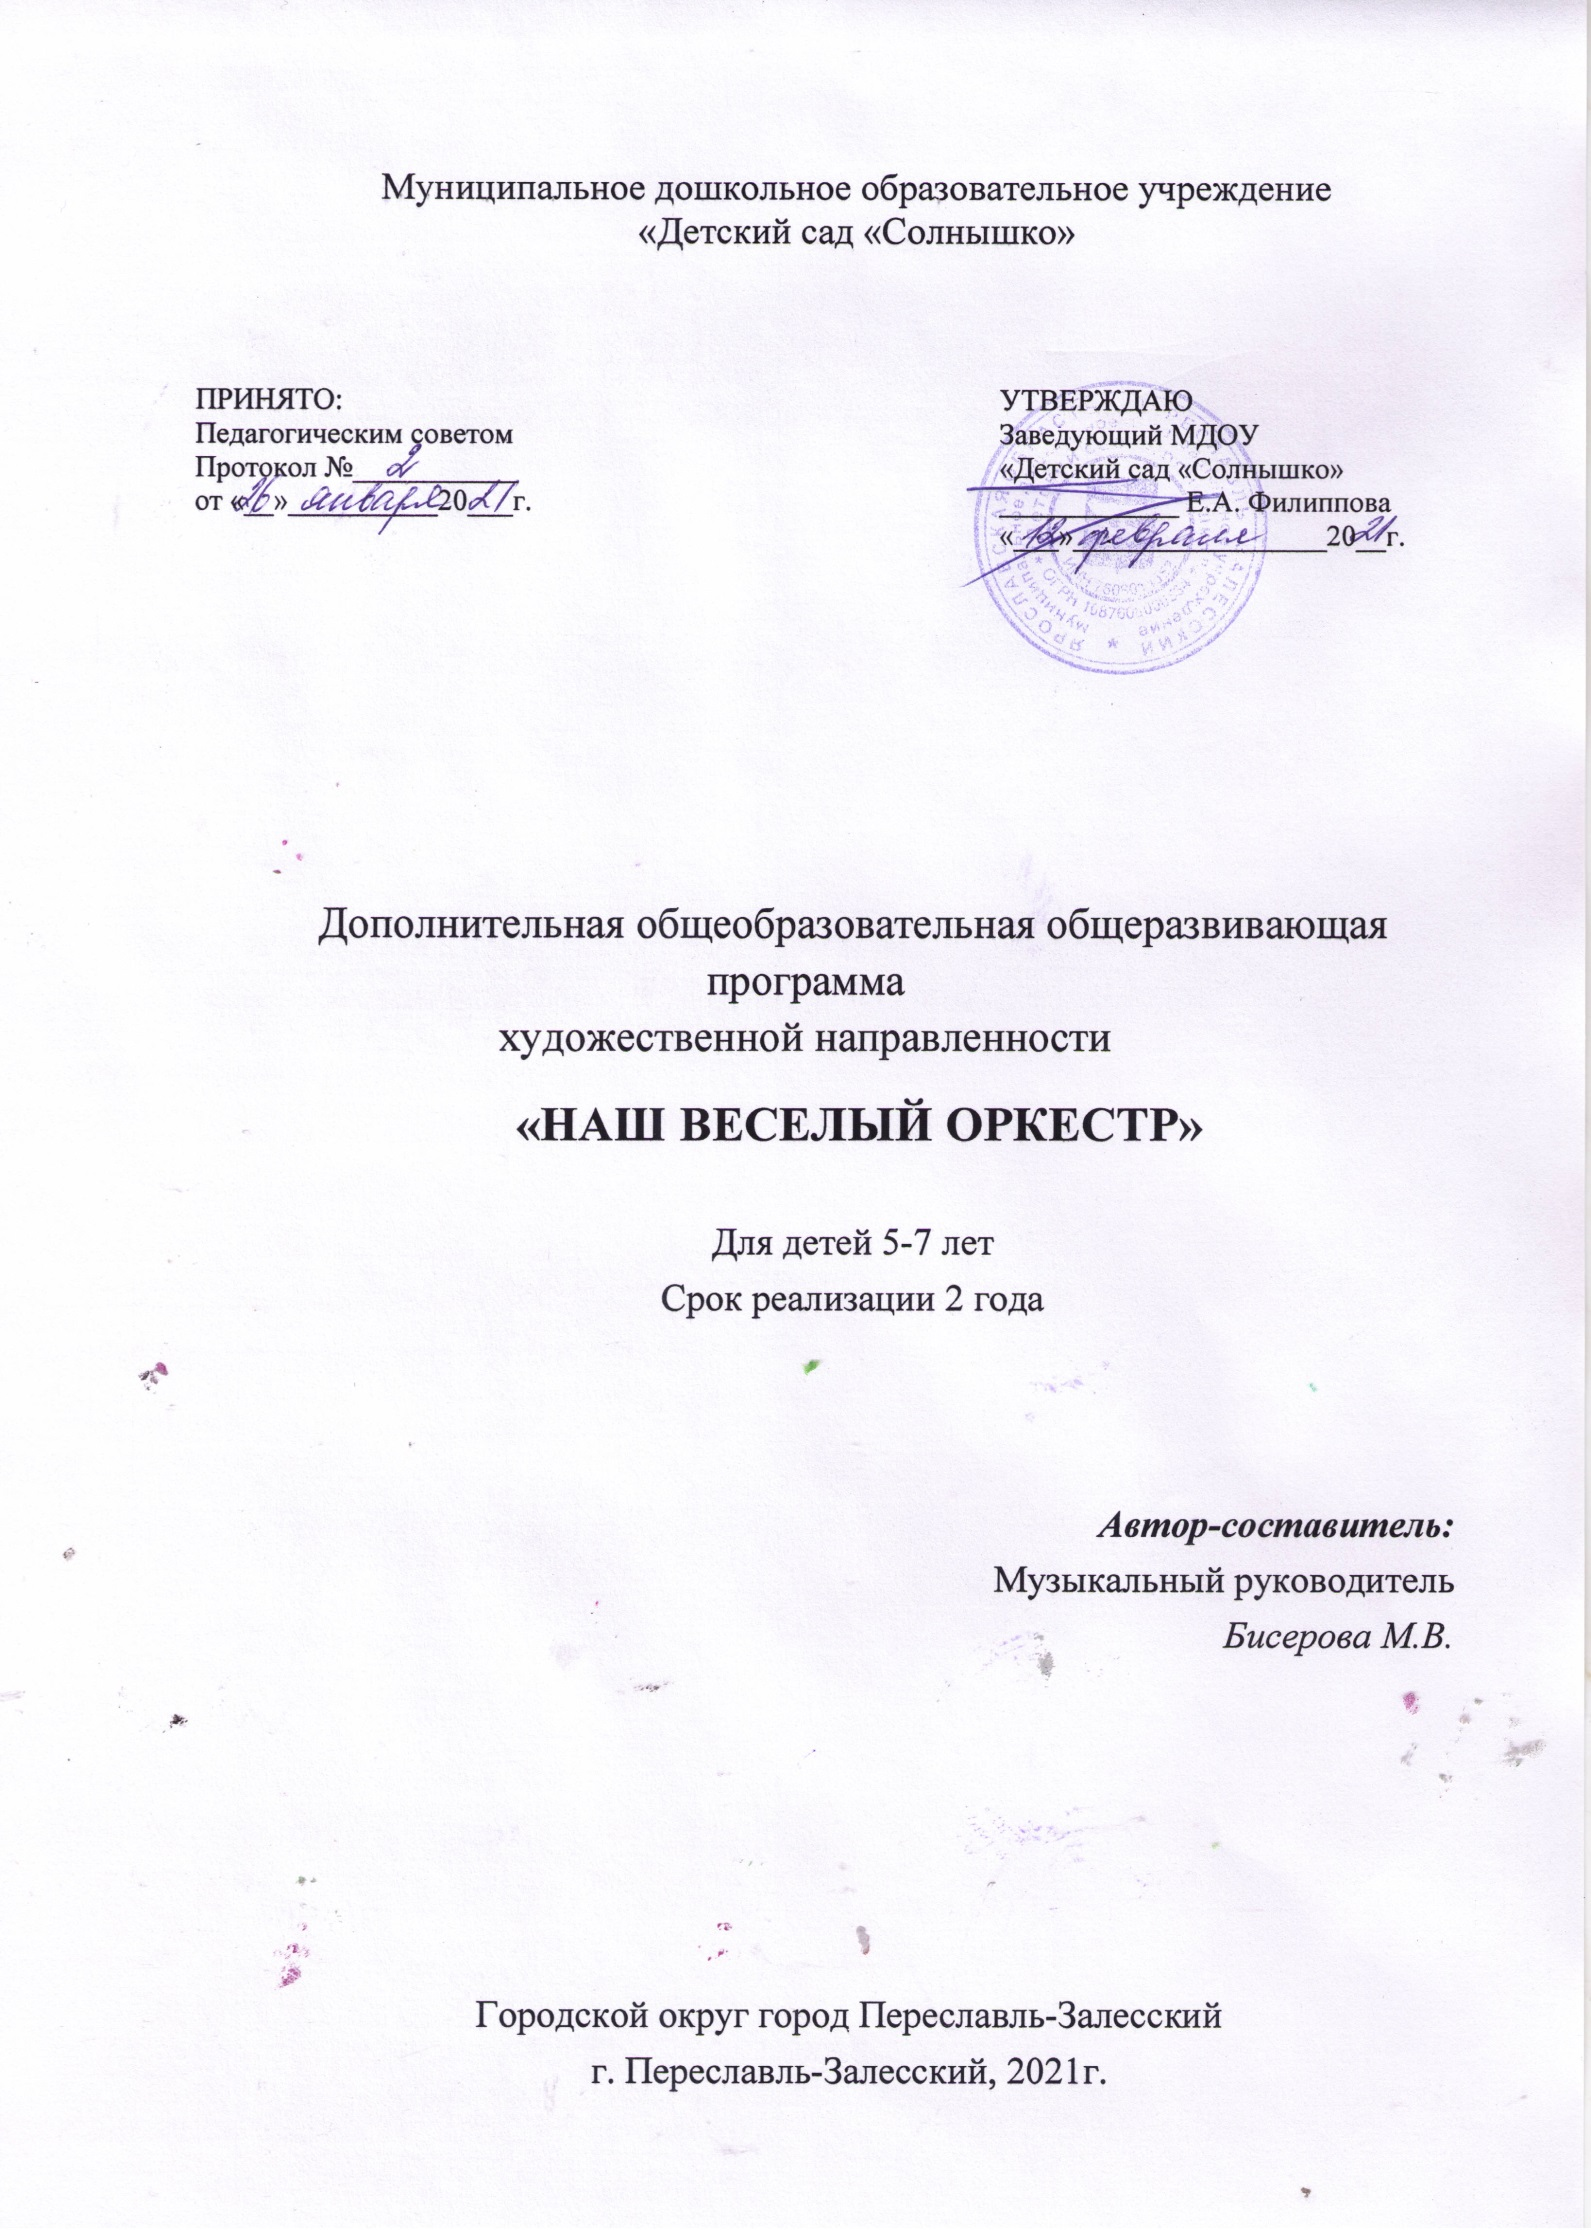 Муниципальное дошкольное образовательное учреждение
«Детский сад «Солнышко»
ПРИНЯТО:
Педагогическим советом
Протокол № 2
от «26» января 2021 г.
УТВЕРЖДАЮ
Заведующий МДОУ
«Детский сад «Солнышко»
Е.А. Филиппова
«12» февраля 2021 г.
Дополнительная общеобразовательная общеразвивающая
программа
художественной направленности
«НАШ ВЕСЕЛЫЙ ОРКЕСТР»
Для детей 5-7 лет
Срок реализации 2 года
Автор-составитель:
Музыкальный руководитель
Бисерова М.В.
Городской округ город Переславль-Залесский
г. Переславль-Залесский, 2021г.